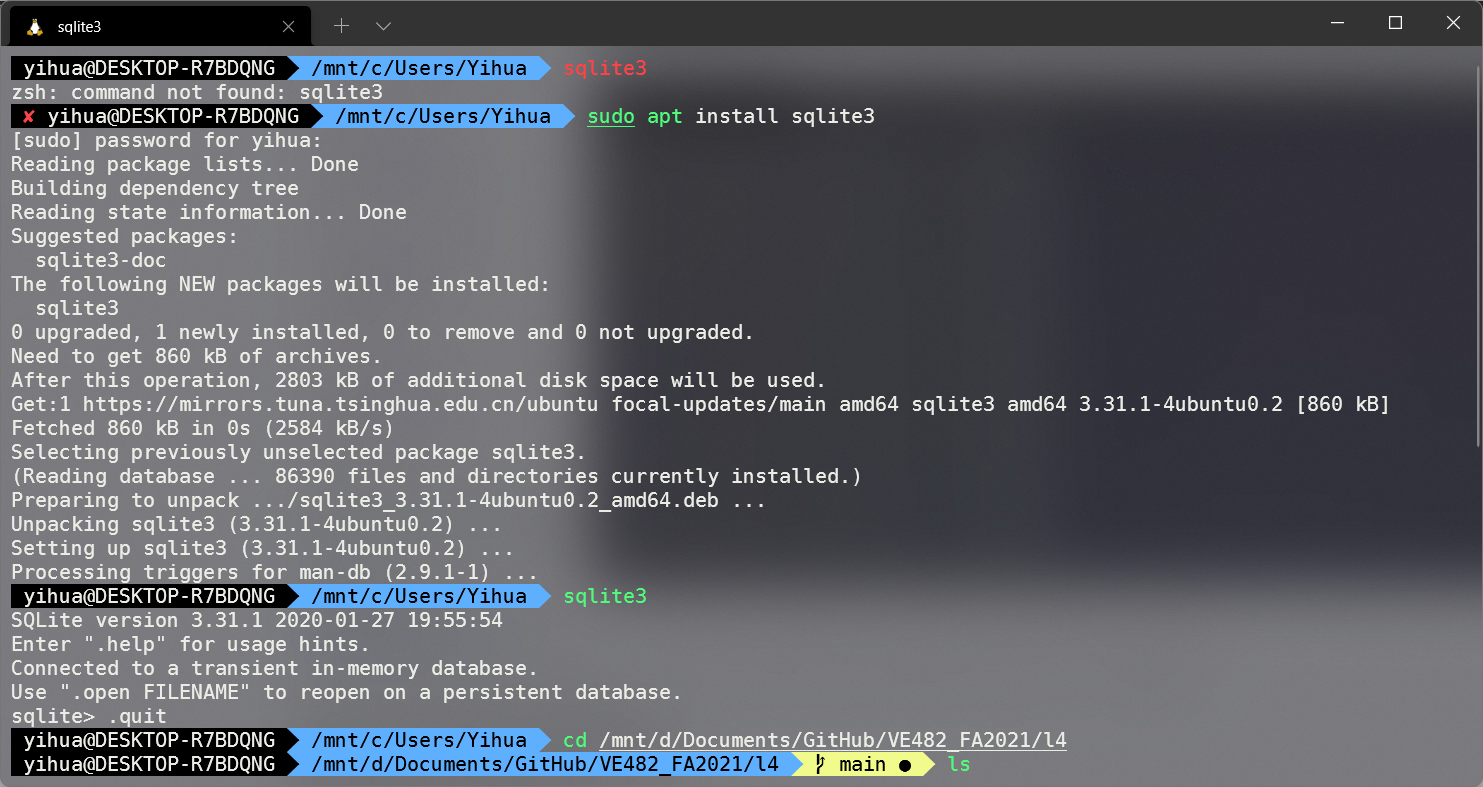 sqlite3
yihua@DESKTOP-R7BDQNG /mnt/c/Users/Yihua sqlite3
zsh: command not found: sqlite3
✘ yihua@DESKTOP-R7BDQNG /mnt/c/Users/Yihua sudo apt install sqlite3
[sudo] password for yihua:
Reading package lists... Done
Building dependency tree
Reading state information... Done
Suggested packages:
  sqlite3-doc
The following NEW packages will be installed:
  sqlite3
0 upgraded, 1 newly installed, 0 to remove and 0 not upgraded.
Need to get 860 kB of archives.
After this operation, 2803 kB of additional disk space will be used.
Get:1 https://mirrors.tuna.tsinghua.edu.cn/ubuntu focal-updates/main amd64 sqlite3 amd64 3.31.1-4ubuntu0.2 [860 kB]
Fetched 860 kB in 0s (2584 kB/s)
Selecting previously unselected package sqlite3.
(Reading database ... 86390 files and directories currently installed.)
Preparing to unpack .../sqlite3_3.31.1-4ubuntu0.2_amd64.deb ...
Unpacking sqlite3 (3.31.1-4ubuntu0.2) ...
Setting up sqlite3 (3.31.1-4ubuntu0.2) ...
Processing triggers for man-db (2.9.1-1) ...
yihua@DESKTOP-R7BDQNG /mnt/c/Users/Yihua sqlite3
SQLite version 3.31.1 2020-01-27 19:55:54
Enter ".help" for usage hints.
Connected to a transient in-memory database.
Use ".open FILENAME" to reopen on a persistent database.
sqlite> .quit
yihua@DESKTOP-R7BDQNG /mnt/c/Users/Yihua cd /mnt/d/Documents/GitHub/VE482_FA2021/l4
yihua@DESKTOP-R7BDQNG /mnt/d/Documents/GitHub/VE482_FA2021/l4 main ● ls